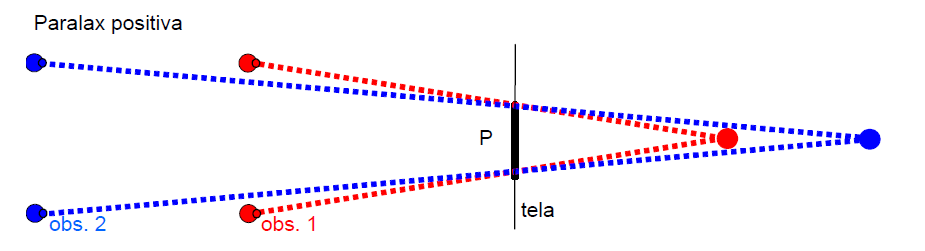 Paralax positiva
P
tela
obs. 2
obs. 1